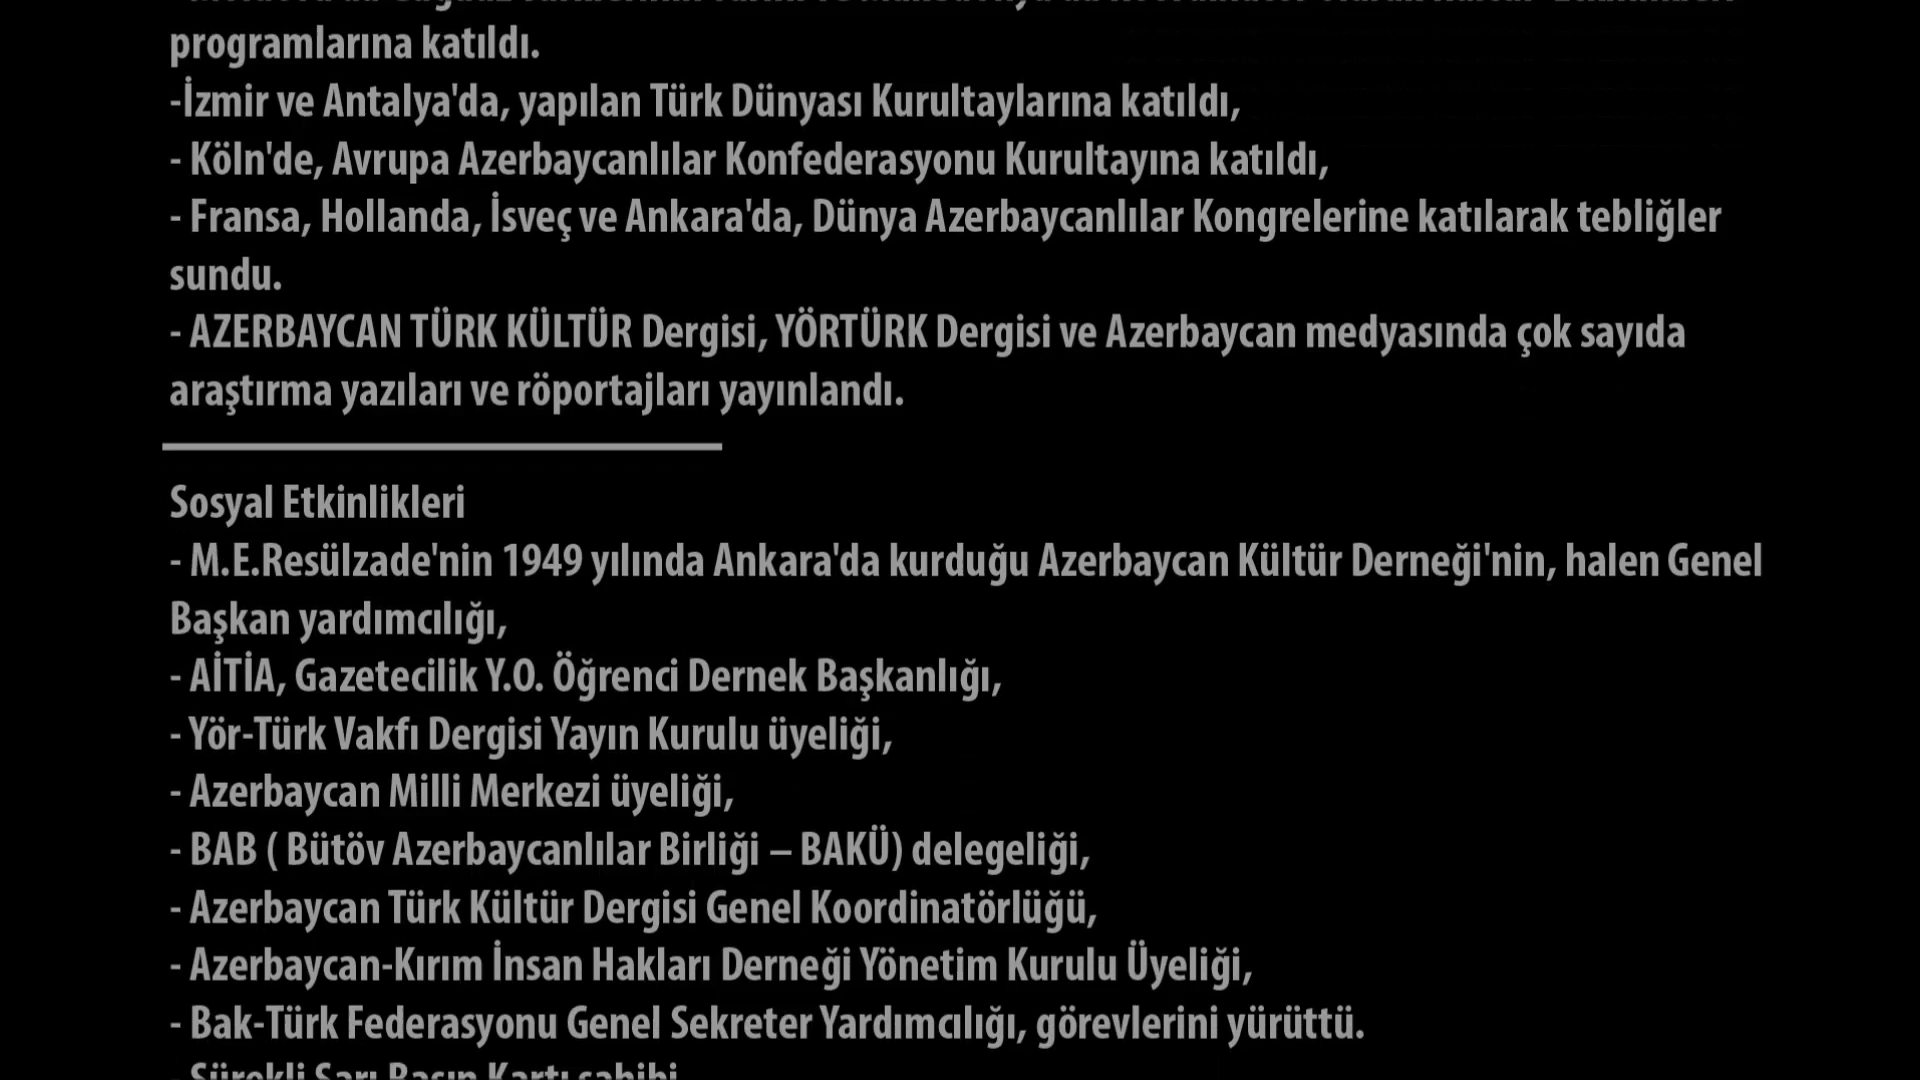 programlarına katıldı.
-İzmir ve Antalya'da, yapılan Türk Dünyası Kurultaylarına katıldı,
- Köln'de, Avrupa Azerbaycanlılar Konfederasyonu Kurultayına katıldı,
- Fransa, Hollanda, İsveç ve Ankara'da, Dünya Azerbaycanlılar Kongrelerine katılarak tebliğler
sundu.
- AZERBAYCAN TÜRK KÜLTÜR Dergisi, YÖRTÜRK Dergisi ve Azerbaycan medyasında çok sayıda
araştırma yazıları ve röportajları yayınlandı.
Sosyal Etkinlikleri
- M.E.Resülzade'nin 1949 yılında Ankara'da kurduğu Azerbaycan Kültür Derneği'nin, halen Genel
Başkan yardımcılığı,
- AİTİA, Gazetecilik Y.O. Öğrenci Dernek Başkanlığı,
- Yör-Türk Vakfı Dergisi Yayın Kurulu üyeliği,
- Azerbaycan Milli Merkezi üyeliği,
- BAB ( Bütöv Azerbaycanlılar Birliği – BAKÜ) delegeliği,
- Azerbaycan Türk Kültür Dergisi Genel Koordinatörlüğü,
- Azerbaycan-Kırım İnsan Hakları Derneği Yönetim Kurulu Üyeliği,
- Bak-Türk Federasyonu Genel Sekreter Yardımcılığı, görevlerini yürüttü.
- Sürekli Sarı Basın Kartı sahibi